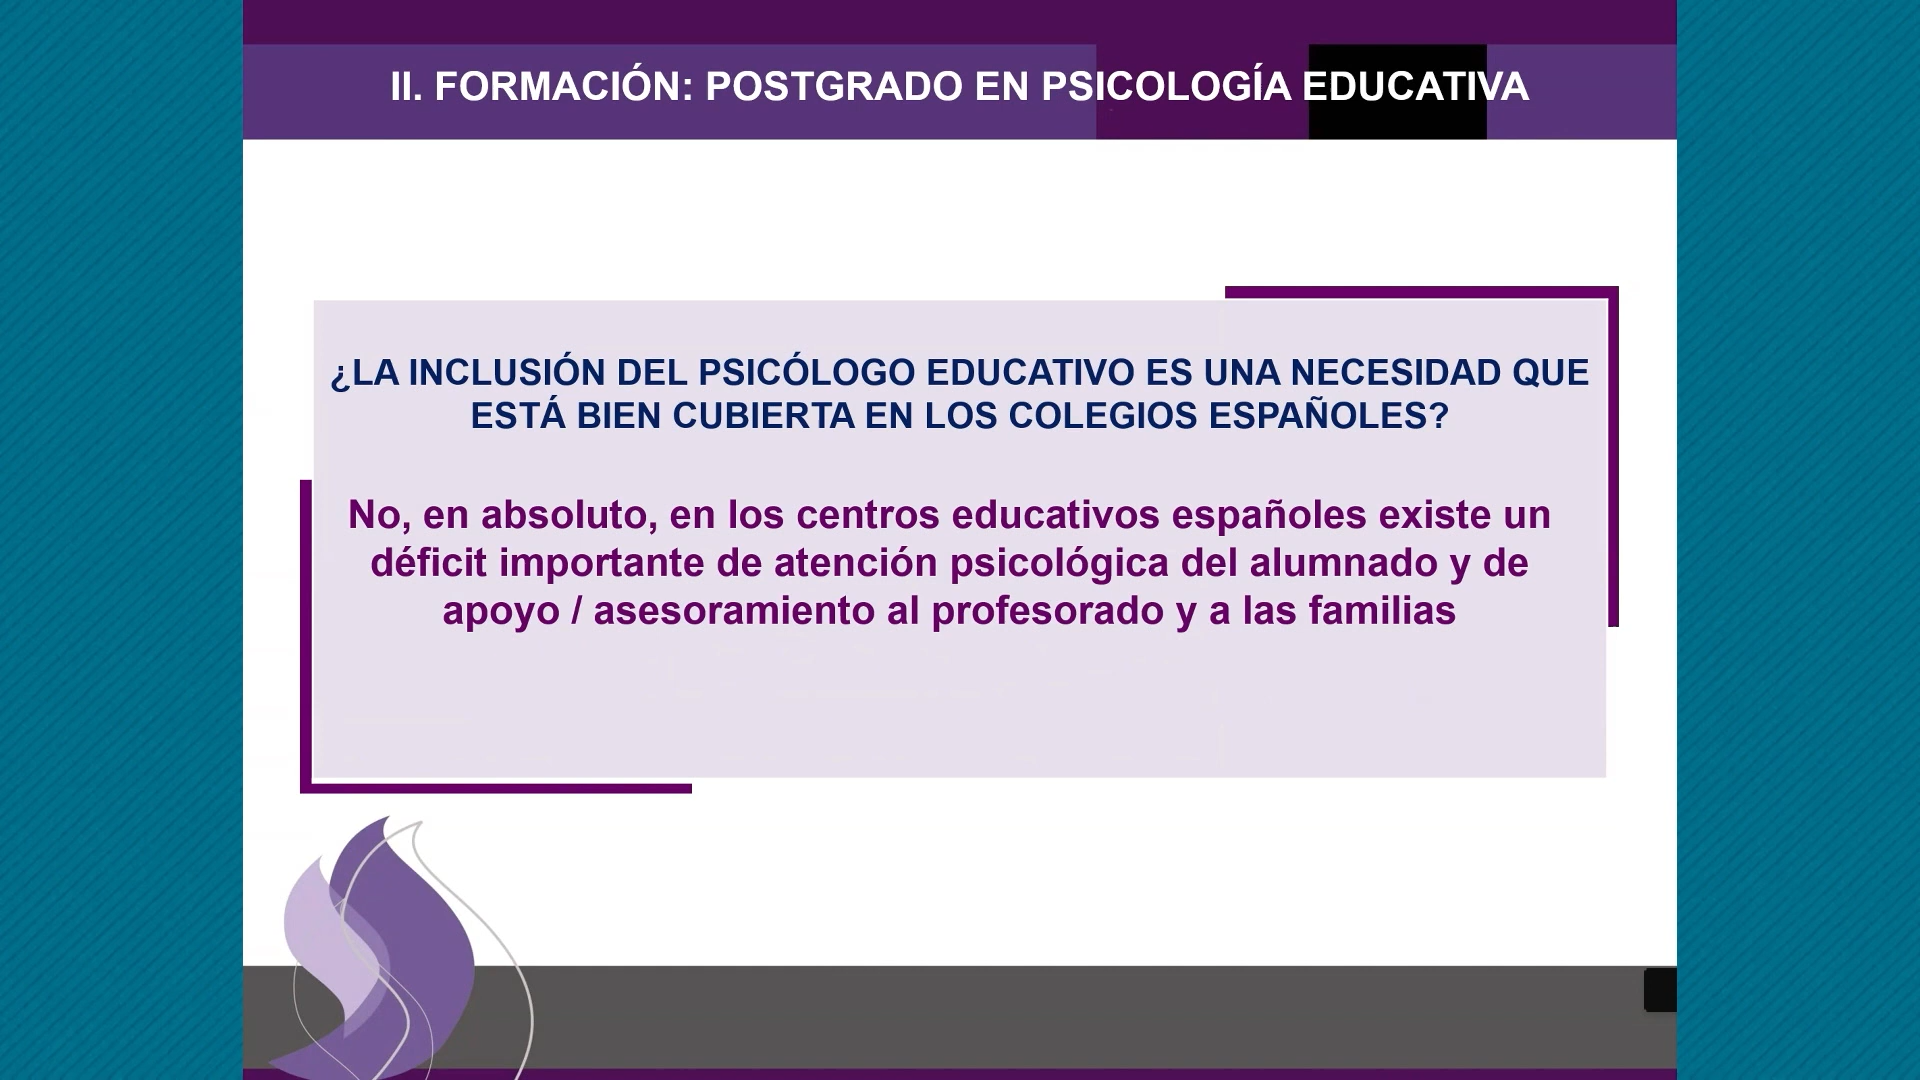 II. FORMACIÓN: POSTGRADO EN PSICOLOGÍA EDUCATIVA
¿LA INCLUSIÓN DEL PSICÓLOGO EDUCATIVO ES UNA NECESIDAD QUE
ESTÁ BIEN CUBIERTA EN LOS COLEGIOS ESPAÑOLES?
No, en absoluto, en los centros educativos españoles existe un
déficit importante de atención psicológica del alumnado y de
apoyo / asesoramiento al profesorado y a las familias